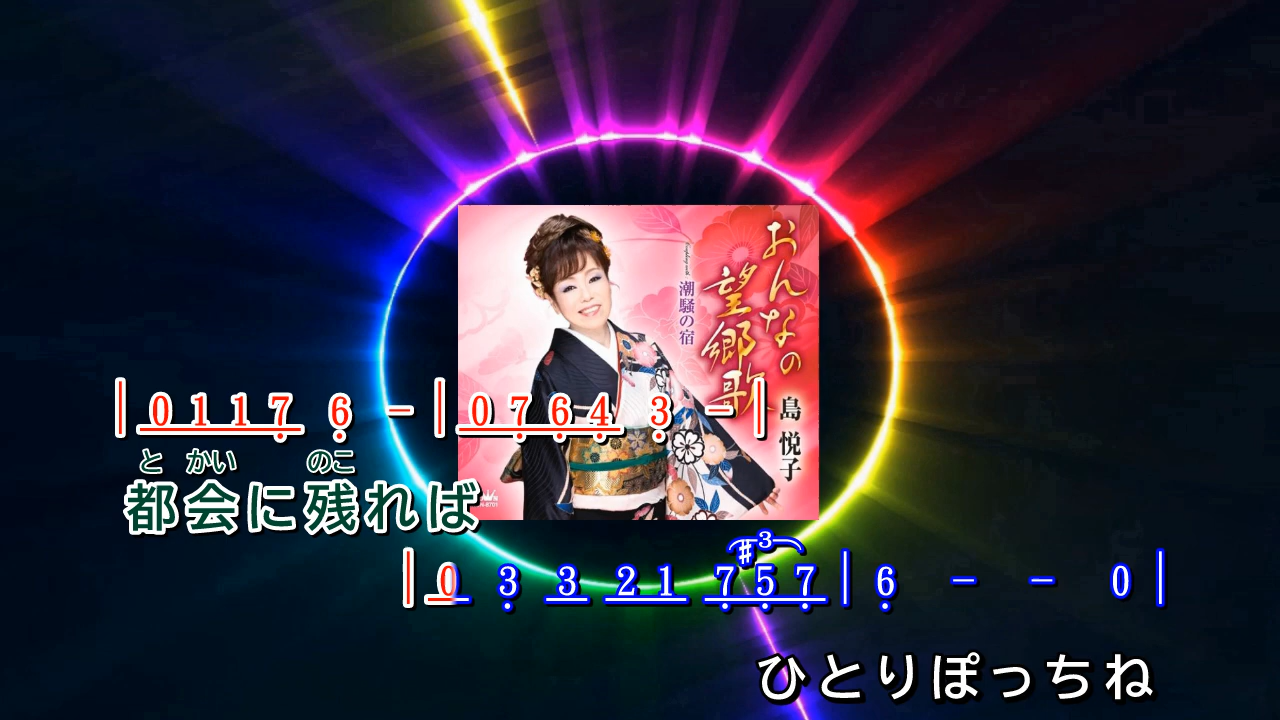 おんなの
望郷歌
潮騒の宿
島 悦子
|0 1 1 7 6 －|0 7 6 4 3 －|
と かい のこ
都会に残れば
3
|0 3 3 2 1 7 #5 7|6 － － 0|
ひとりぽっちね